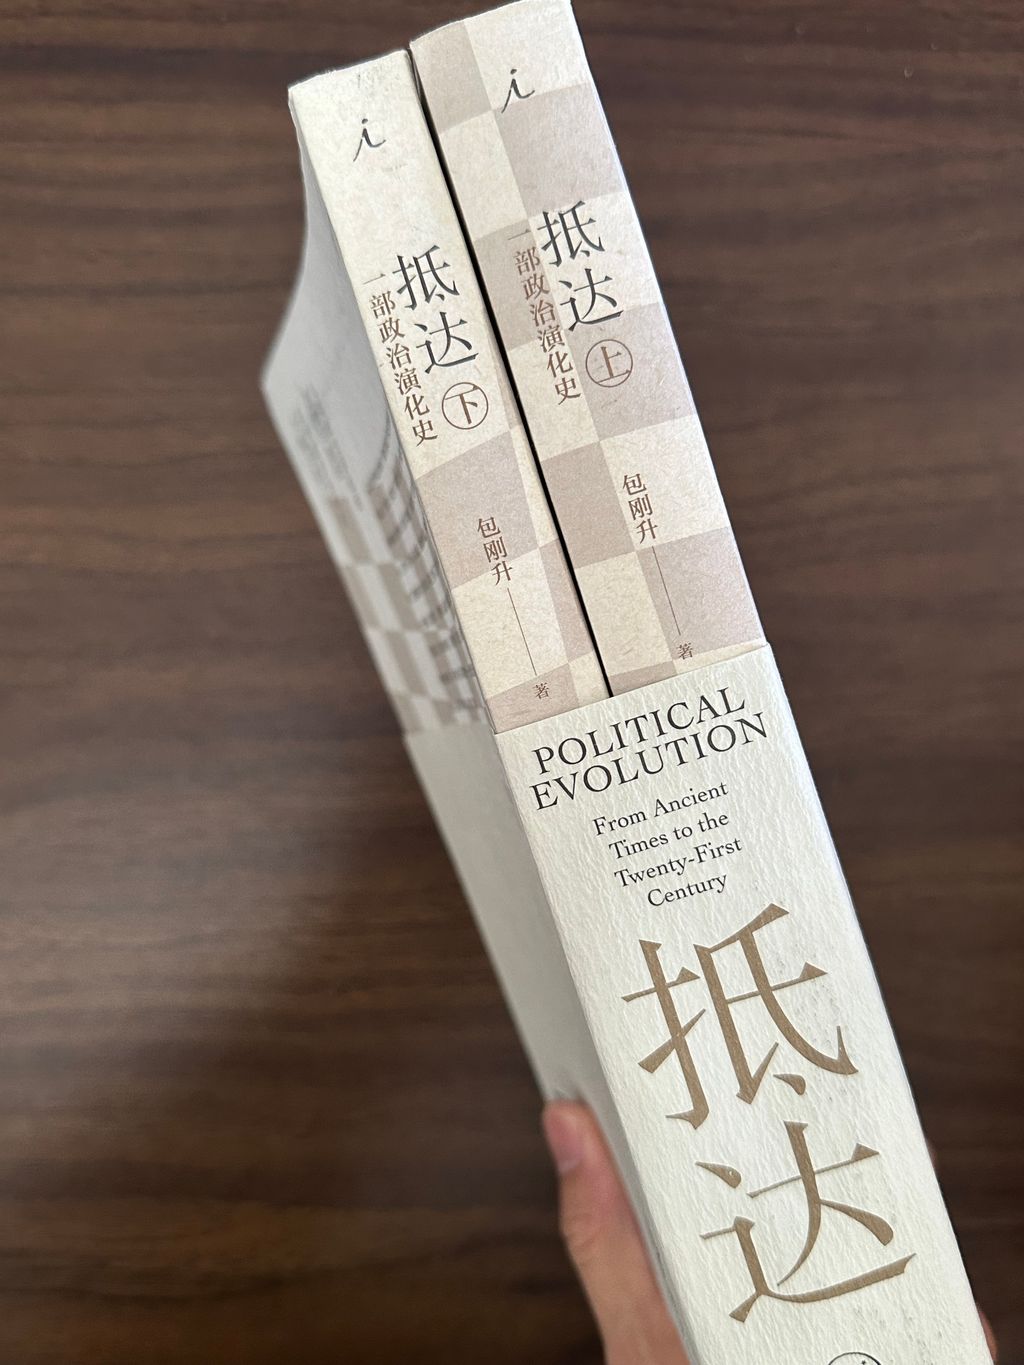 i
抵达
下
一部政治演化史
包刚升
著
i
抵达
上
一部政治演化史
包刚升
著
POLITICAL
EVOLUTION
From Ancient
Times to the
Twenty-First
Century
抵达